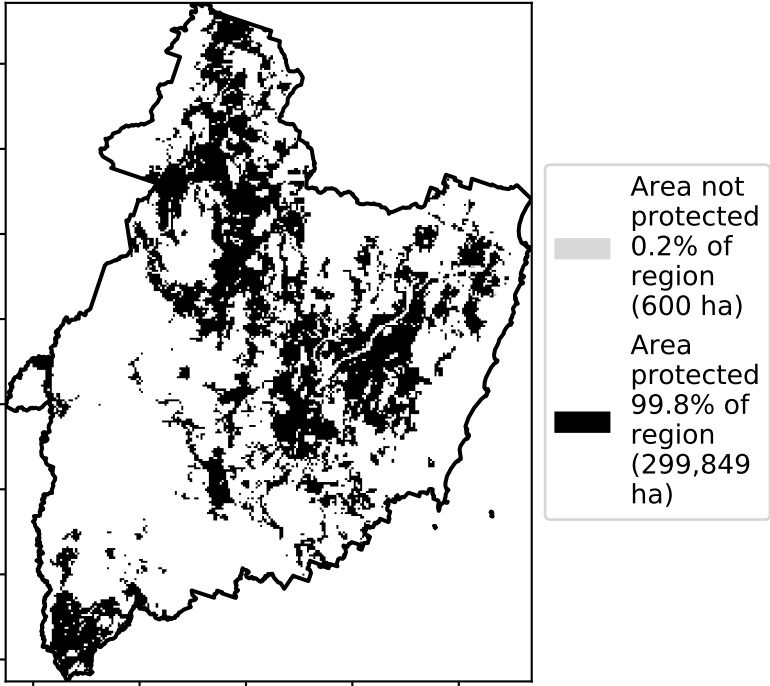 Area not
protected
0.2% of
region
(600 ha)
Area
protected
99.8% of
region
(299,849
ha)